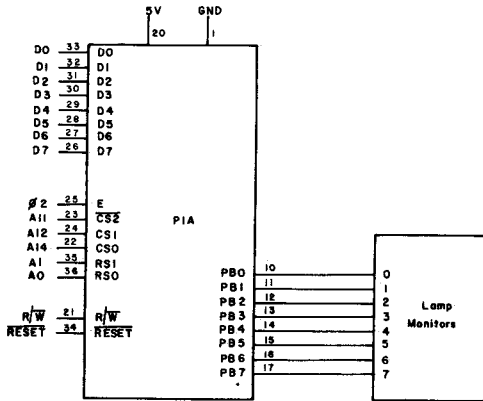 5V GND
20 1
D0 33 D0
D1 32 D1
D2 31 D2
D3 30 D3
D4 29 D4
D5 28 D5
D6 27 D6
D7 26 D7
Ø2 25 E
A11 23 CS2
A12 24 CS1
PIA
A14 22 CS0
A1 35 RS1
A0 36 RS0
PB0 10 0
PB1 11 1
PB2 12 2
R/W 21 R/W
PB3 13 3
Lamp
RESET 34 RESET
PB4 14 4
Monitors
PB5 15 5
PB6 16 6
PB7 17 7